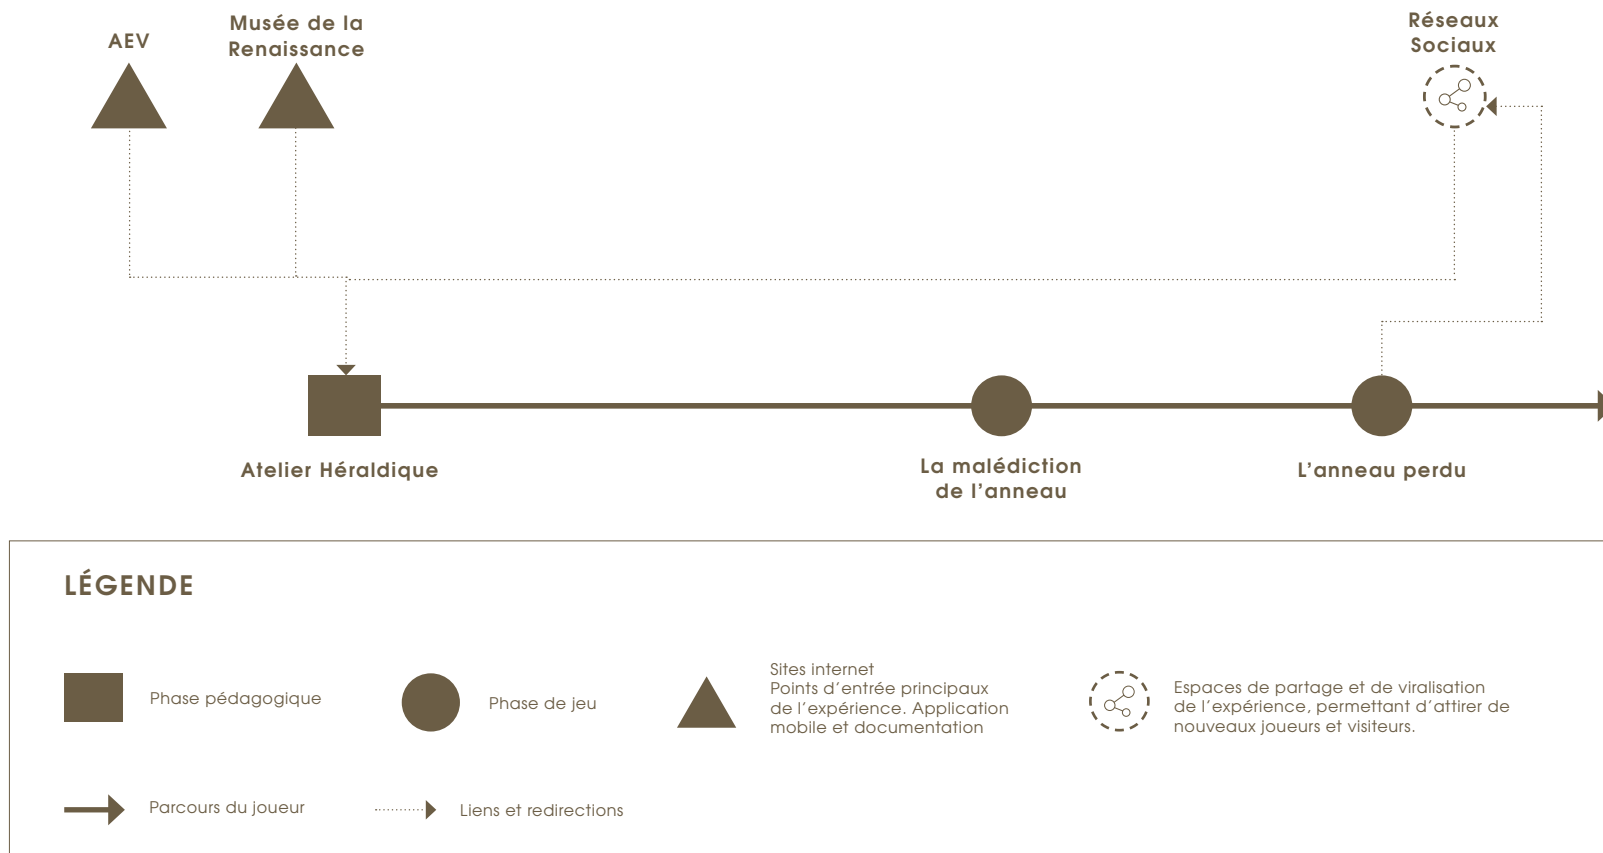 AEV
Musée de la
Renaissance
Réseaux
Sociaux
Atelier Héraldique
La malédiction
de l’anneau
L’anneau perdu
LÉGENDE
Phase pédagogique
Phase de jeu
Sites internet
Points d’entrée principaux
de l’expérience. Application
mobile et documentation
Espaces de partage et de viralisation
de l’expérience, permettant d’attirer de
nouveaux joueurs et visiteurs.
Parcours du joueur
Liens et redirections